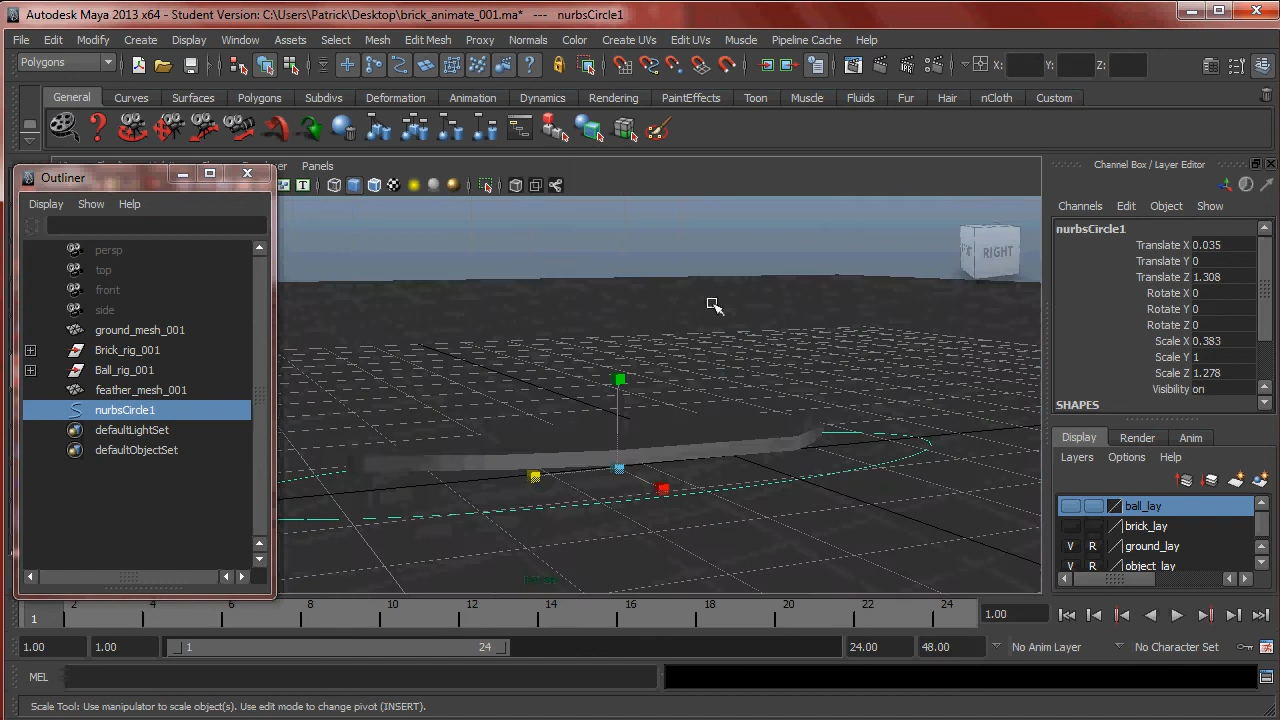 Autodesk Maya 2013 x64 - Student Version: C:\Users\Patrick\Desktop\brick_animate_001.ma* --- nurbsCircle1
File Edit Modify Create Display Window Assets Select Mesh Edit Mesh Proxy Normals Color Create UVs Edit UVs Muscle Pipeline Cache Help
Polygons X: Y: Z:
General Curves Surfaces Polygons Subdivs Deformation Animation Dynamics Rendering PaintEffects Toon Muscle Fluids Fur Hair nCloth Custom
Panels
Channel Box / Layer Editor
Outliner
Display Show Help
Channels Edit Object Show
persp
top
front
side
ground_mesh_001
Brick_rig_001
Ball_rig_001
feather_mesh_001
nurbsCircle1
defaultLightSet
defaultObjectSet
RIGHT
nurbsCircle1
Translate X 0.035
Translate Y 0
Translate Z 1.308
Rotate X 0
Rotate Y 0
Rotate Z 0
Scale X 0.383
Scale Y 1
Scale Z 1.278
Visibility on
SHAPES
Display Render Anim
Layers Options Help
ball_lay
brick_lay
V R ground_lay
V R object_lay
1 2 4 6 8 10 12 14 16 18 20 22 24 1.00
1.00 1.00 1 24 24.00 48.00 No Anim Layer No Character Set
MEL
Scale Tool: Use manipulator to scale object(s). Use edit mode to change pivot (INSERT).